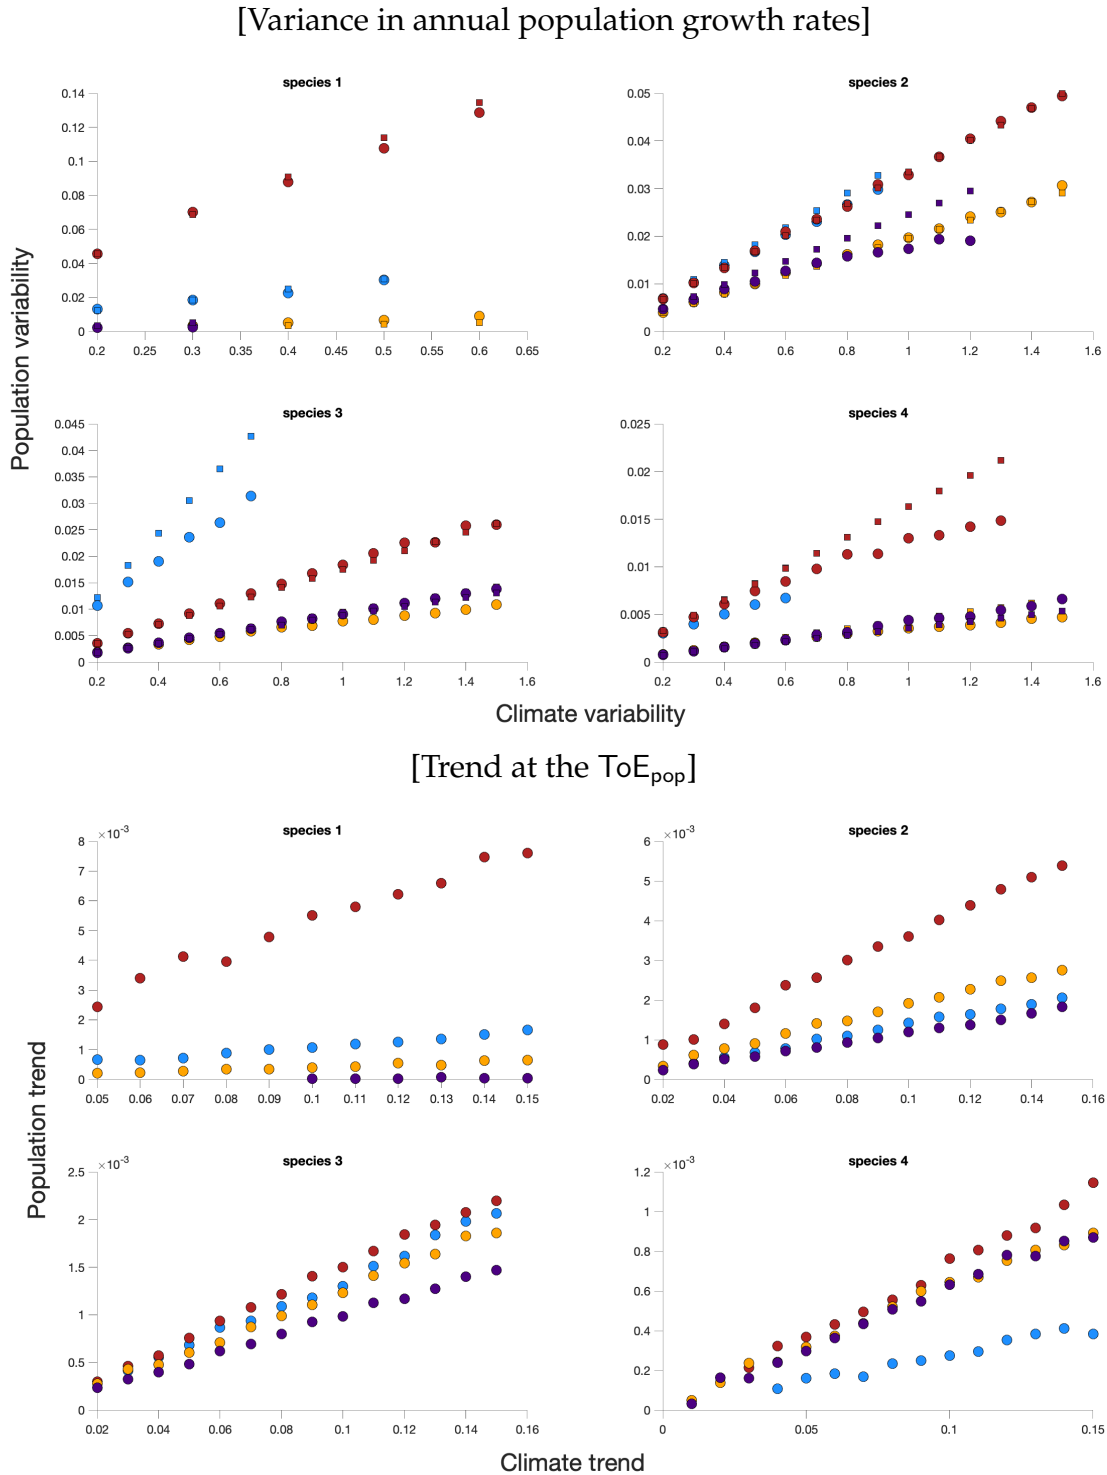 [Variance in annual population growth rates]
species 1
0.14
0.12
0.1
0.08
0.06
0.04
0.02
0
0.2 0.25 0.3 0.35 0.4 0.45 0.5 0.55 0.6 0.65
species 2
0.05
0.04
0.03
0.02
0.01
0
0.2 0.4 0.6 0.8 1 1.2 1.4 1.6
Population variability
species 3
0.045
0.04
0.035
0.03
0.025
0.02
0.015
0.01
0.005
0
0.2 0.4 0.6 0.8 1 1.2 1.4 1.6
species 4
0.025
0.02
0.015
0.01
0.005
0
0.2 0.4 0.6 0.8 1 1.2 1.4 1.6
Climate variability
[Trend at the ToEpop]
species 1
×10-3
8
7
6
5
4
3
2
1
0
0.05 0.06 0.07 0.08 0.09 0.1 0.11 0.12 0.13 0.14 0.15
species 2
×10-3
6
5
4
3
2
1
0
0.02 0.04 0.06 0.08 0.1 0.12 0.14 0.16
Population trend
species 3
×10-3
2.5
2
1.5
1
0.5
0
0.02 0.04 0.06 0.08 0.1 0.12 0.14 0.16
species 4
×10-3
1.2
1
0.8
0.6
0.4
0.2
0
0 0.05 0.1 0.15
Climate trend